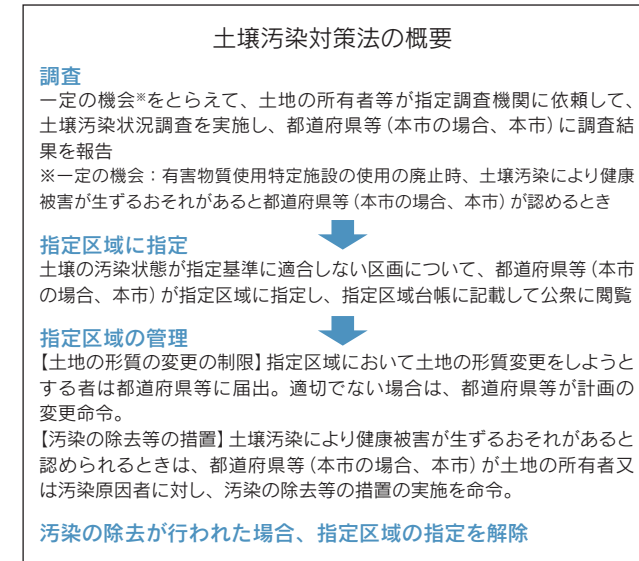 土壌汚染対策法の概要
調査
一定の機会※をとらえて、土地の所有者等が指定調査機関に依頼して、
土壌汚染状況調査を実施し、都道府県等(本市の場合、本市)に調査結
果を報告
※一定の機会：有害物質使用特定施設の使用の廃止時、土壌汚染により健康
被害が生ずるおそれがあると都道府県等(本市の場合、本市)が認めるとき
指定区域に指定
土壌の汚染状態が指定基準に適合しない区画について、都道府県等(本市
の場合、本市)が指定区域に指定し、指定区域台帳に記載して公衆に閲覧
指定区域の管理
【土地の形質の変更の制限】指定区域において土地の形質変更をしようと
する者は都道府県等に届出。適切でない場合は、都道府県等が計画の
変更命令。
【汚染の除去等の措置】土壌汚染により健康被害が生ずるおそれがあると
認められるときは、都道府県等(本市の場合、本市)が土地の所有者又
は汚染原因者に対し、汚染の除去等の措置の実施を命令。
汚染の除去が行われた場合、指定区域の指定を解除